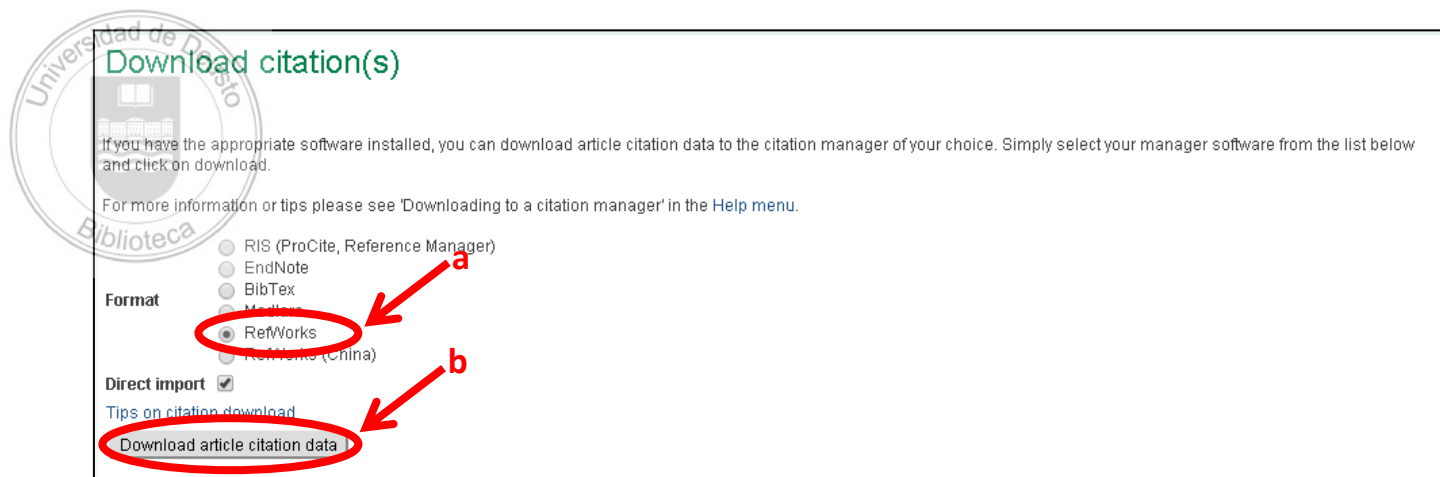 Universidad de Deusto
Biblioteca
Download citation(s)
If you have the appropriate software installed, you can download article citation data to the citation manager of your choice. Simply select your manager software from the list below
and click on download.
For more information or tips please see 'Downloading to a citation manager' in the Help menu.
Format
RIS (ProCite, Reference Manager)
EndNote
BibTex
Medlars
RefWorks
RefWorks (China)
a
Direct import
b
Tips on citation download
Download article citation data